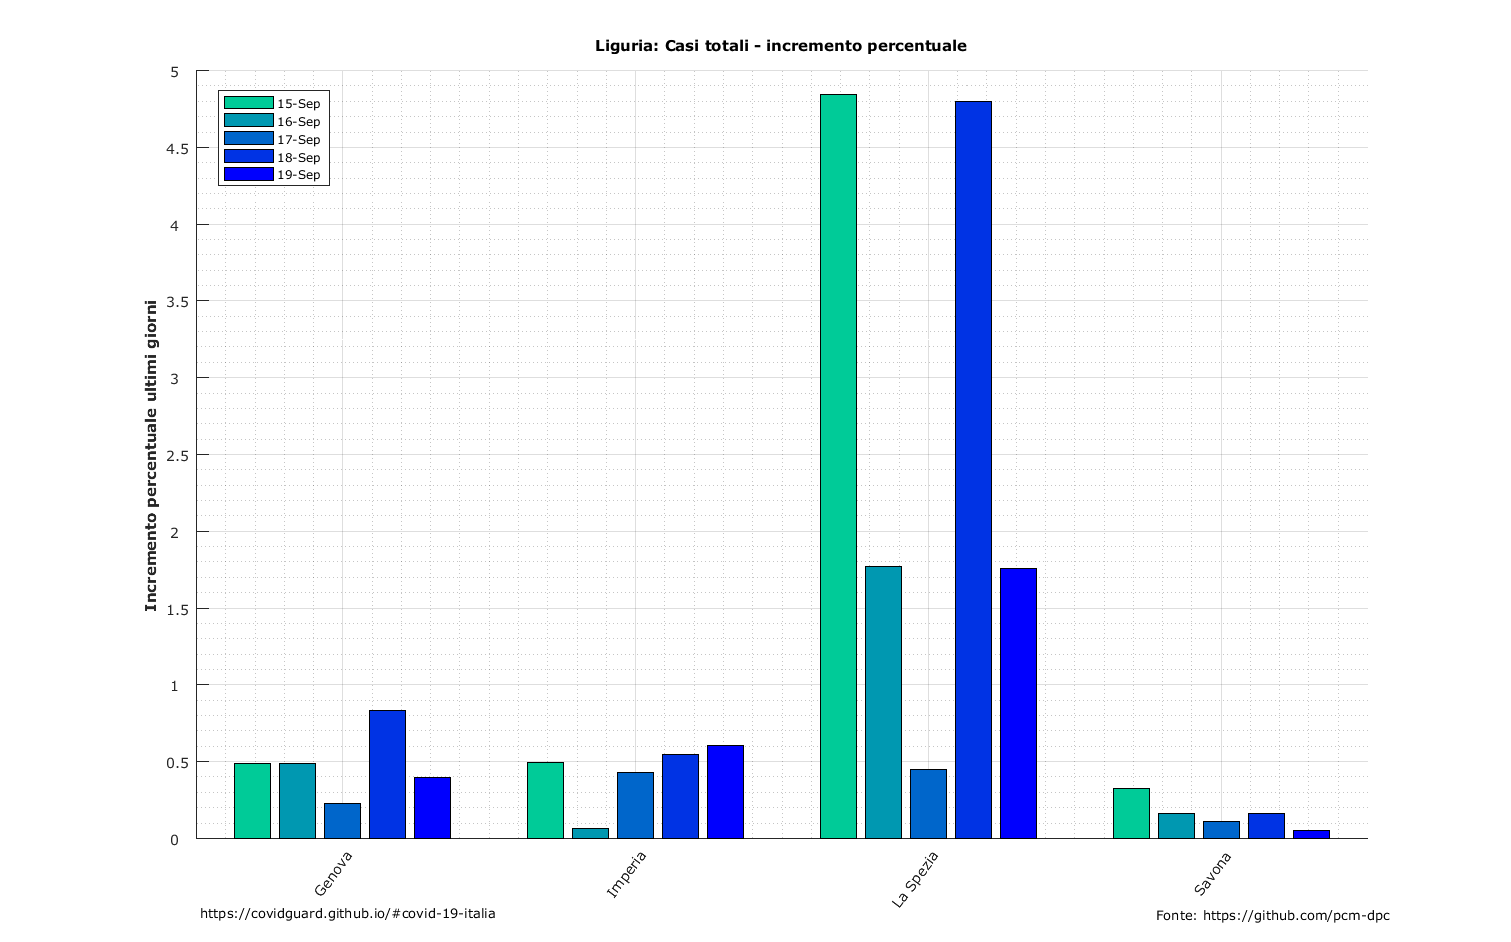 Liguria: Casi totali - incremento percentuale
15-Sep
16-Sep
17-Sep
18-Sep
19-Sep
Incremento percentuale ultimi giorni
5
4.5
4
3.5
3
2.5
2
1.5
1
0.5
0
Genova
Imperia
La Spezia
Savona
https://covidguard.github.io/#covid-19-italia
Fonte: https://github.com/pcm-dpc